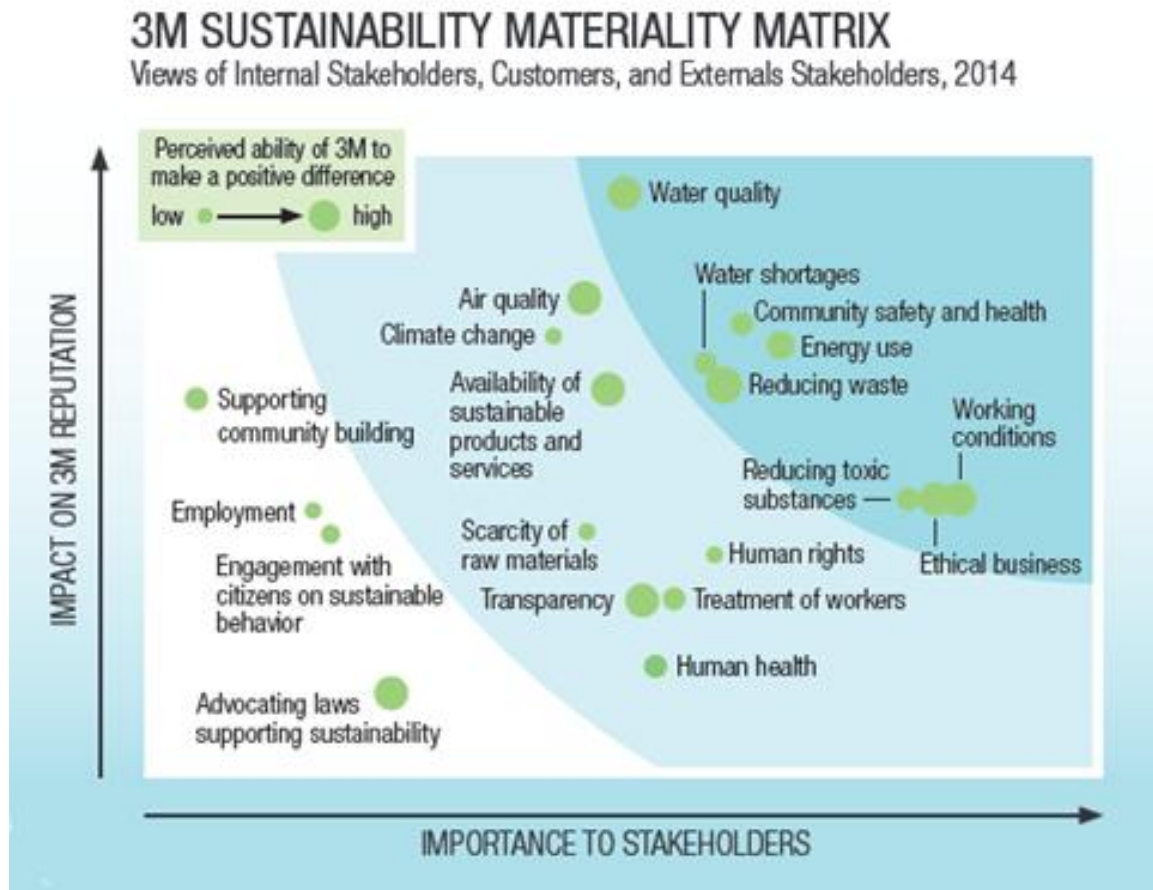 3M SUSTAINABILITY MATERIALITY MATRIX
Views of Internal Stakeholders, Customers, and Externals Stakeholders, 2014
Perceived ability of 3M to
make a positive difference
low
high
IMPACT ON 3M REPUTATION
Water quality
Water shortages
Air quality
Community safety and health
Climate change
Energy use
Availability of
sustainable
products and
services
Reducing waste
Supporting
community building
Working
conditions
Reducing toxic
substances
Employment
Scarcity of
raw materials
Human rights
Ethical business
Engagement with
citizens on sustainable
behavior
Transparency
Treatment of workers
Human health
Advocating laws
supporting sustainability
IMPORTANCE TO STAKEHOLDERS